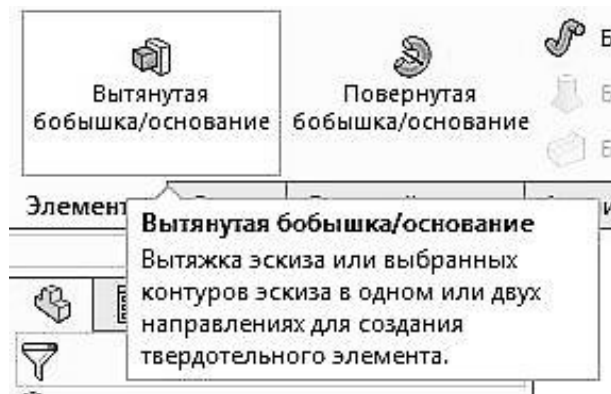 Вытянутая
бобышка/основание
Повернутая
бобышка/основание
Б
Б
Б
Элемент
Вытянутая бобышка/основание
Вытяжка эскиза или выбранных
контуров эскиза в одном или двух
направлениях для создания
твердотельного элемента.